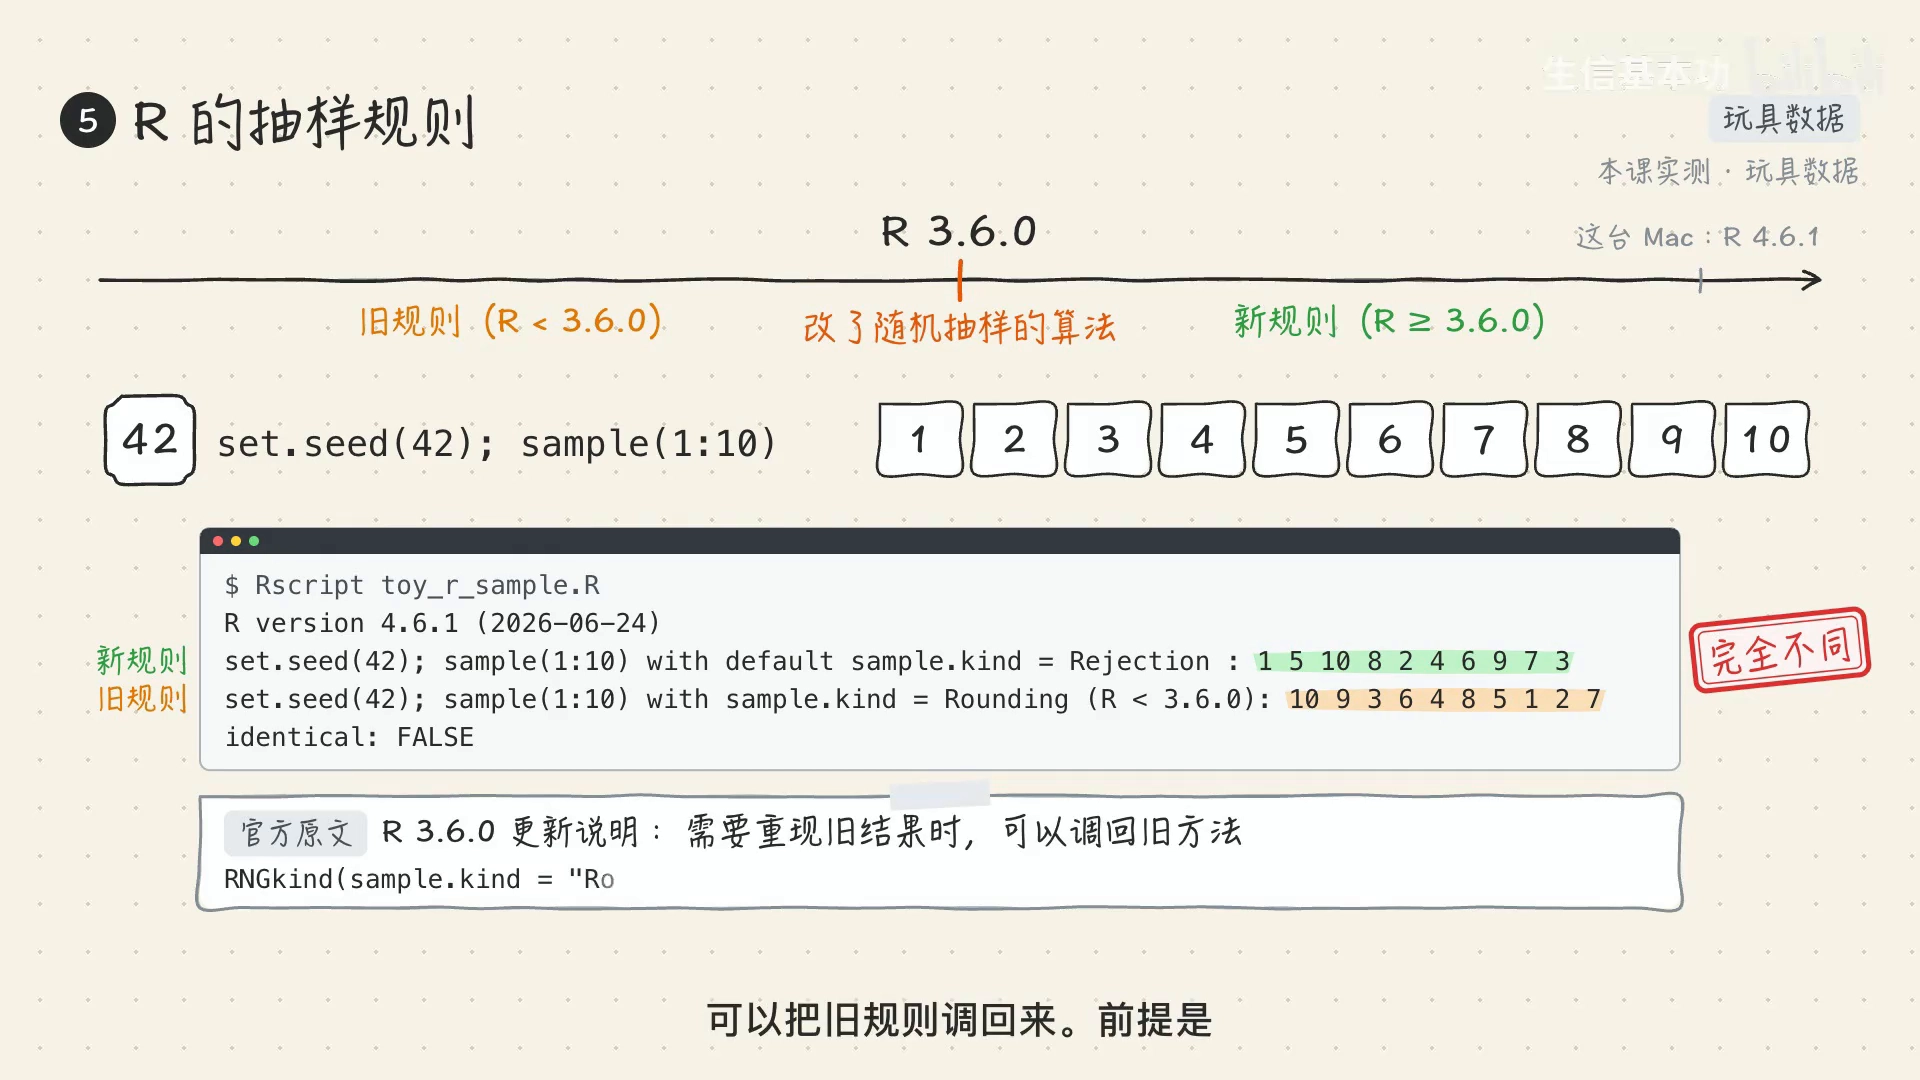 生信基本功
5 R 的抽样规则
玩具数据
本课实测 · 玩具数据
R 3.6.0
这台 Mac：R 4.6.1
旧规则（R < 3.6.0）
改了随机抽样的算法
新规则（R ≥ 3.6.0）
42 set.seed(42); sample(1:10)
1 2 3 4 5 6 7 8 9 10
$ Rscript toy_r_sample.R
R version 4.6.1 (2026-06-24)
新规则 set.seed(42); sample(1:10) with default sample.kind = Rejection : 1 5 10 8 2 4 6 9 7 3
旧规则 set.seed(42); sample(1:10) with sample.kind = Rounding (R < 3.6.0): 10 9 3 6 4 8 5 1 2 7
identical: FALSE
完全不同
官方原文 R 3.6.0 更新说明：需要重现旧结果时，可以调回旧方法
RNGkind(sample.kind = "Ro
可以把旧规则调回来。前提是